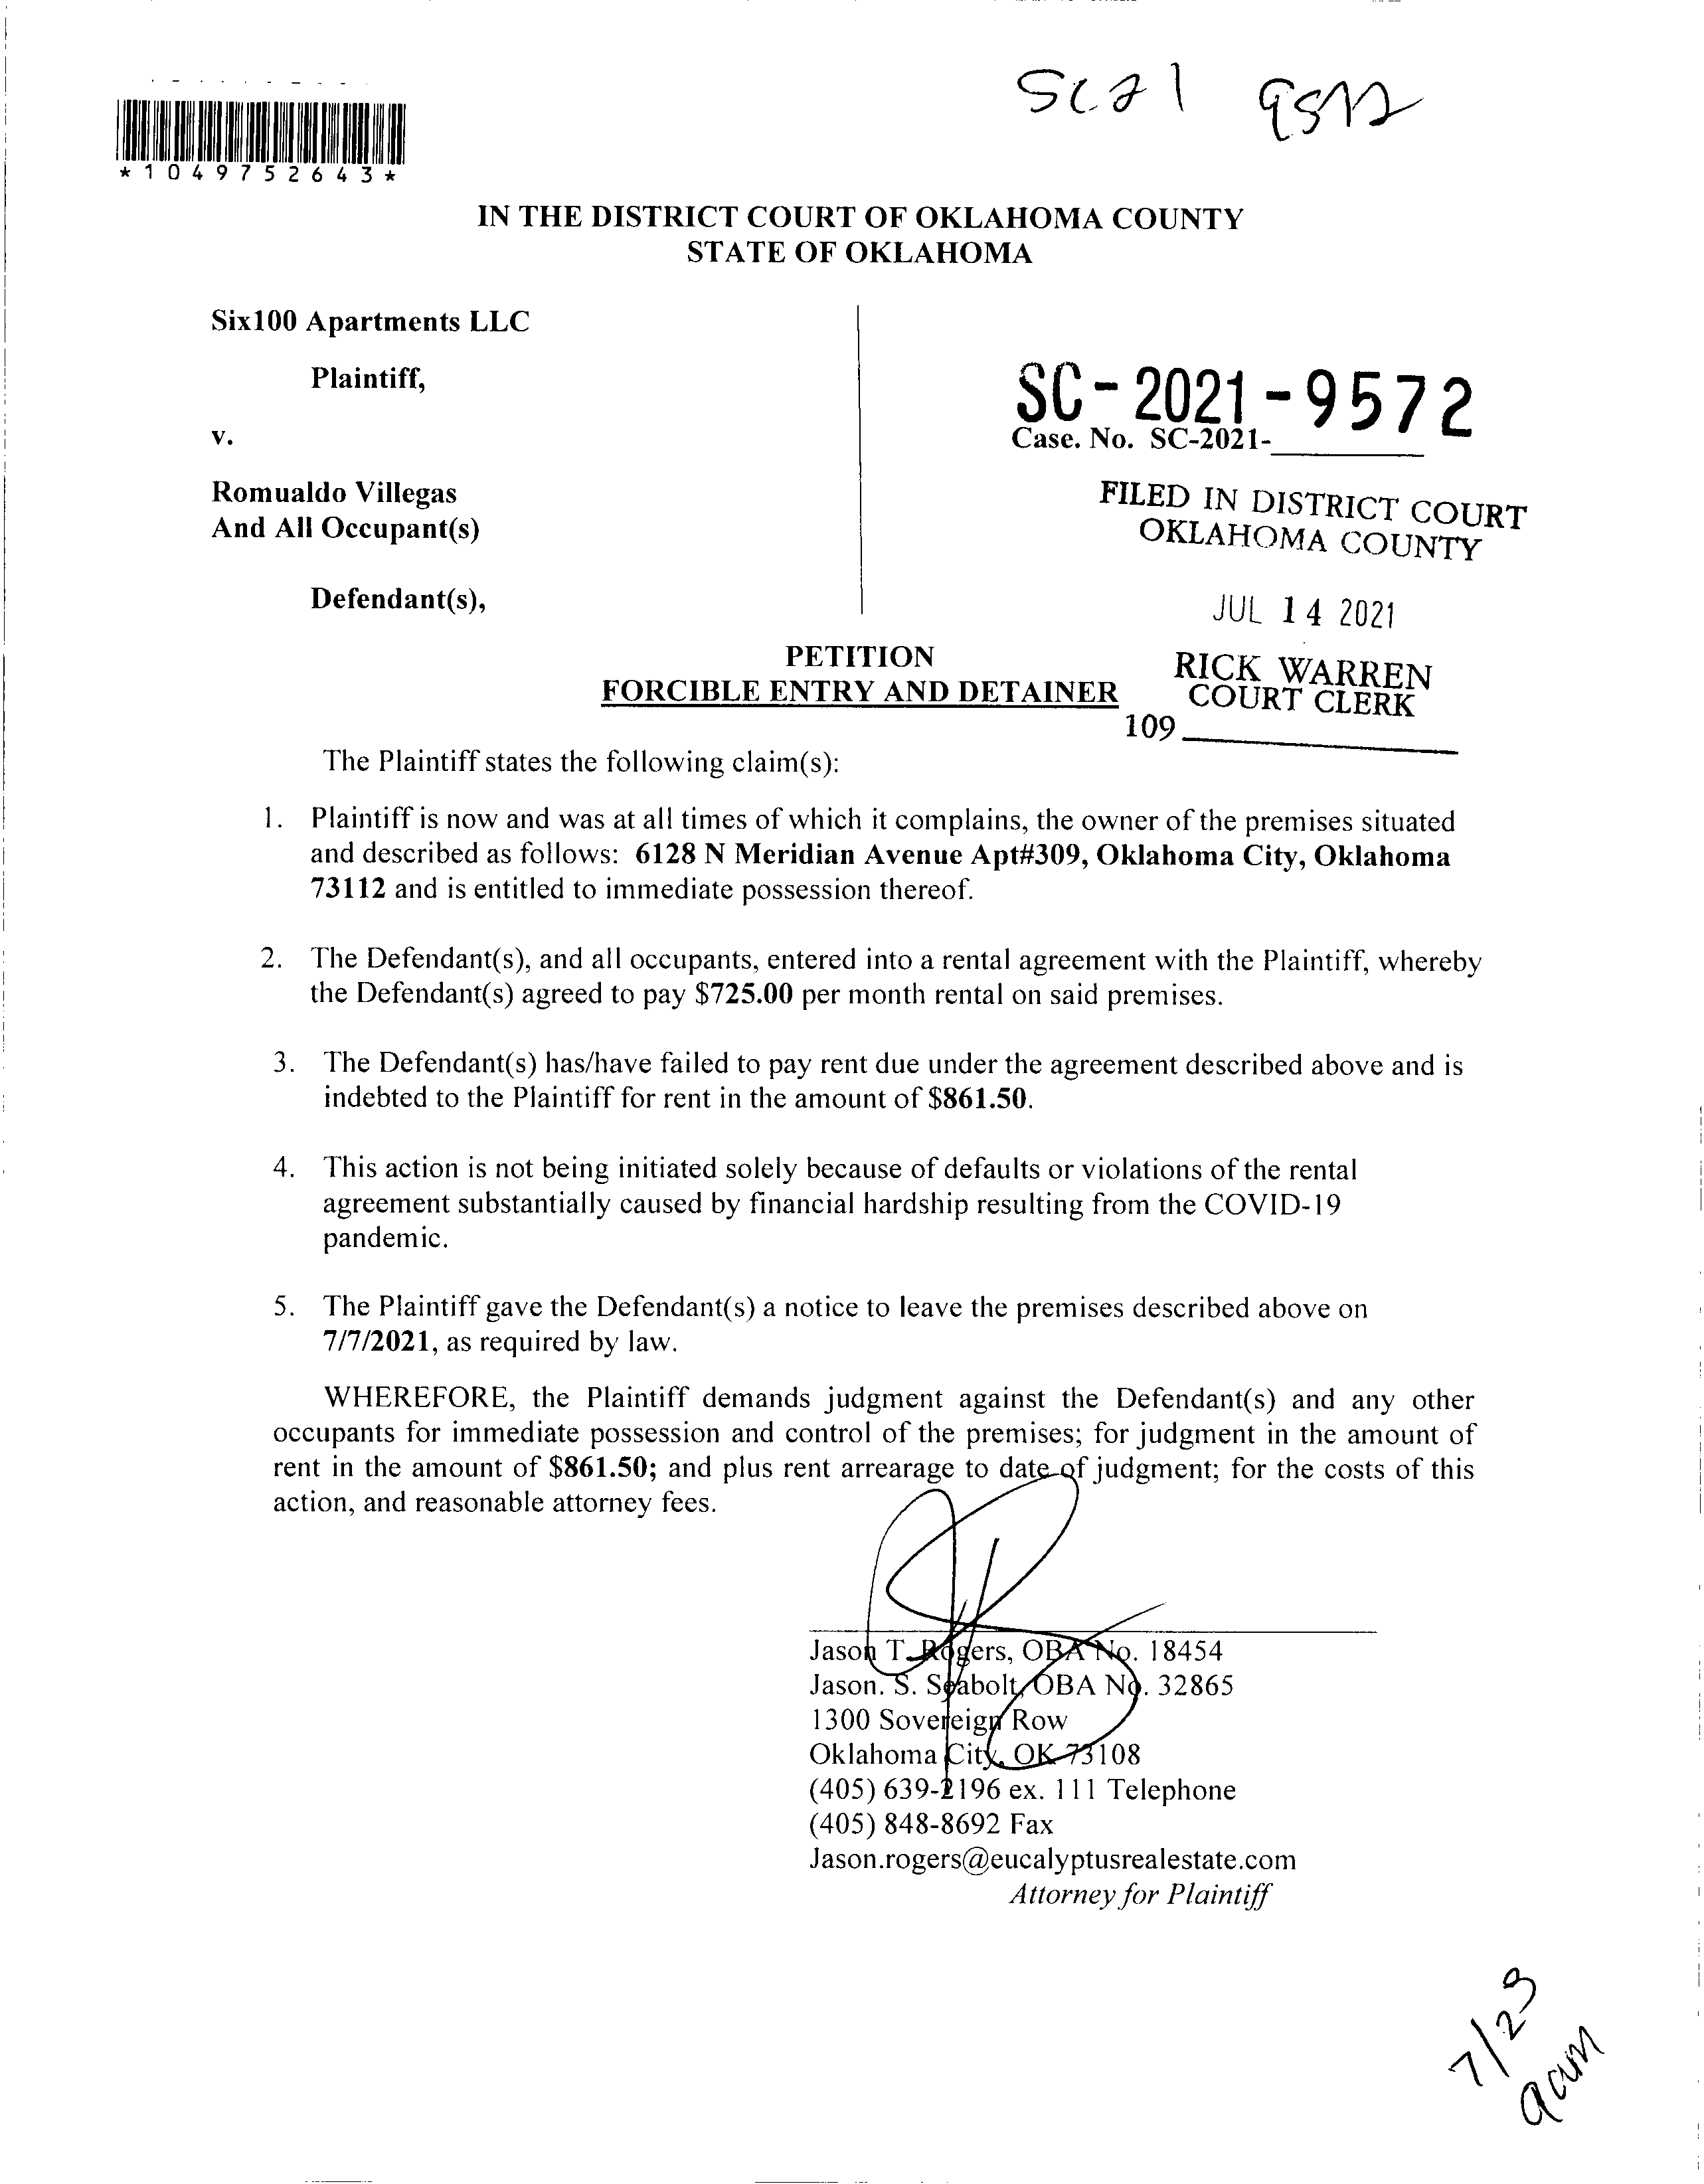 SC21 9572
*1049752643*
IN THE DISTRICT COURT OF OKLAHOMA COUNTY
STATE OF OKLAHOMA
Six100 Apartments LLC
Plaintiff,
v.
Romualdo Villegas
And All Occupant(s)
Defendant(s),
SC-2021-9572
Case. No. SC-2021-________
FILED IN DISTRICT COURT
OKLAHOMA COUNTY
JUL 14 2021
RICK WARREN
COURT CLERK
109
PETITION
FORCIBLE ENTRY AND DETAINER
The Plaintiff states the following claim(s):
1. Plaintiff is now and was at all times of which it complains, the owner of the premises situated
and described as follows: 6128 N Meridian Avenue Apt#309, Oklahoma City, Oklahoma
73112 and is entitled to immediate possession thereof.
2. The Defendant(s), and all occupants, entered into a rental agreement with the Plaintiff, whereby
the Defendant(s) agreed to pay $725.00 per month rental on said premises.
3. The Defendant(s) has/have failed to pay rent due under the agreement described above and is
indebted to the Plaintiff for rent in the amount of $861.50.
4. This action is not being initiated solely because of defaults or violations of the rental
agreement substantially caused by financial hardship resulting from the COVID-19
pandemic.
5. The Plaintiff gave the Defendant(s) a notice to leave the premises described above on
7/7/2021, as required by law.
WHEREFORE, the Plaintiff demands judgment against the Defendant(s) and any other
occupants for immediate possession and control of the premises; for judgment in the amount of
rent in the amount of $861.50; and plus rent arrearage to date of judgment; for the costs of this
action, and reasonable attorney fees.
Jason T. Rogers, OBA No. 18454
Jason. S. Seabolt, OBA No. 32865
1300 Sovereign Row
Oklahoma City, OK 73108
(405) 639-2196 ex. 111 Telephone
(405) 848-8692 Fax
Jason.rogers@eucalyptusrealestate.com
Attorney for Plaintiff
7/23
9am